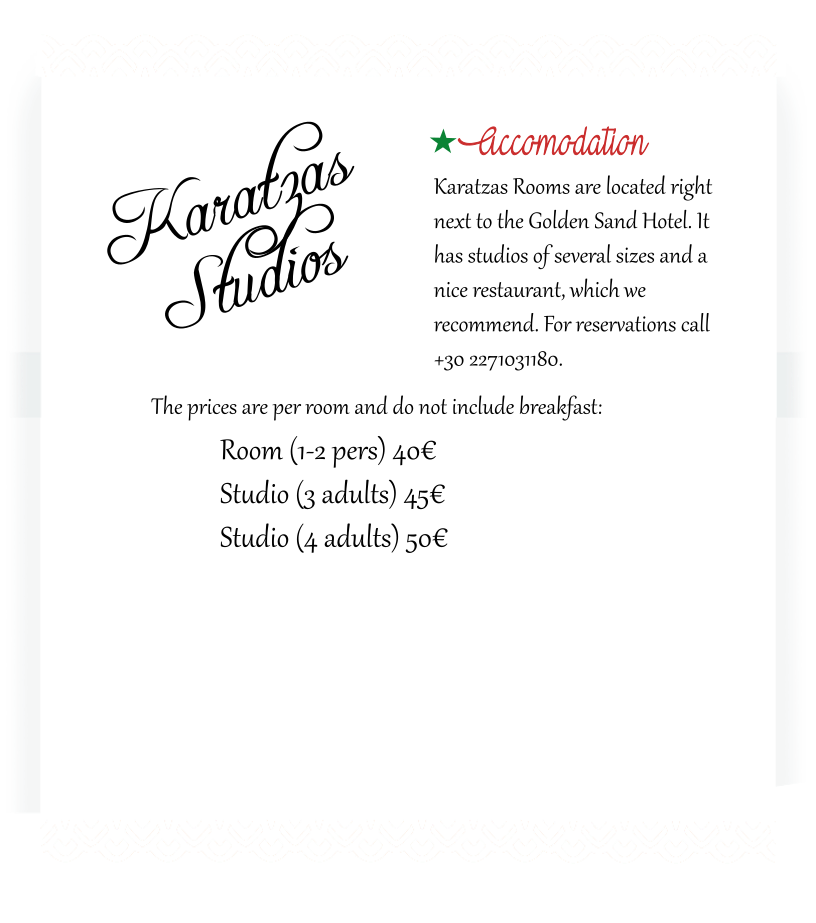 Karatzas
Studios
Accomodation
Karatzas Rooms are located right
next to the Golden Sand Hotel. It
has studios of several sizes and a
nice restaurant, which we
recommend. For reservations call
+30 2271031180.
The prices are per room and do not include breakfast:
Room (1-2 pers) 40€
Studio (3 adults) 45€
Studio (4 adults) 50€